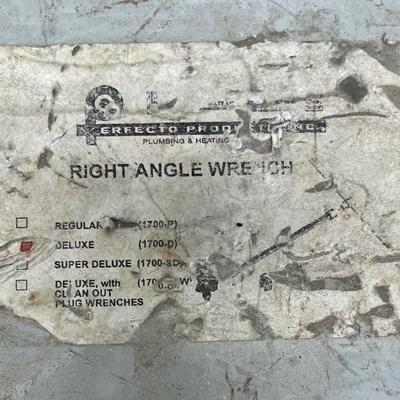 PERFECTO PRODUCTS, INC.
PLUMBING & HEATING
RIGHT ANGLE WRENCH
REGULAR (1700-P)
DELUXE (1700-D)
SUPER DELUXE (1700-SD)
DELUXE, with
CLEAN OUT
PLUG WRENCHES